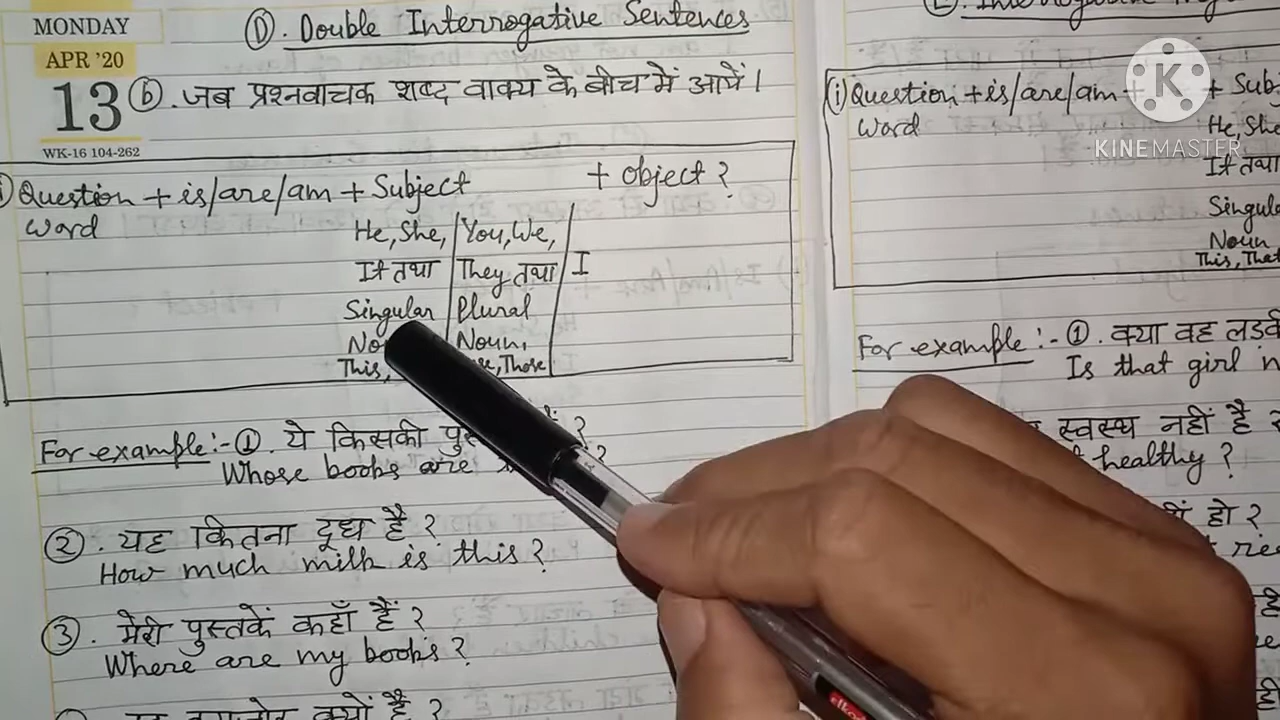 MONDAY
APR '20
13
WK-16 104-262
D. Double Interrogative Sentences
b. जब प्रश्नवाचक शब्द वाक्य के बीच में आयें।
Question + is/are/am + Subject + object?
Word
He, She, You, We,
It तथा They तथा I
Singular Plural
Noun,
This, Those
For example:- 1. ये किसकी ?
Whose books are ?
2. यह कितना दूध है ?
How much milk is this ?
3. मेरी पुस्तकें कहाँ हैं ?
Where are my books ?
क्यों है ?
(i) Question + is/are/am + + Sub
Word He, She
It तथा
Noun
This, That
For example:- 1. क्या वह
Is that girl
स्वस्थ नहीं है
healthy ?
हो ?
KINEMASTER